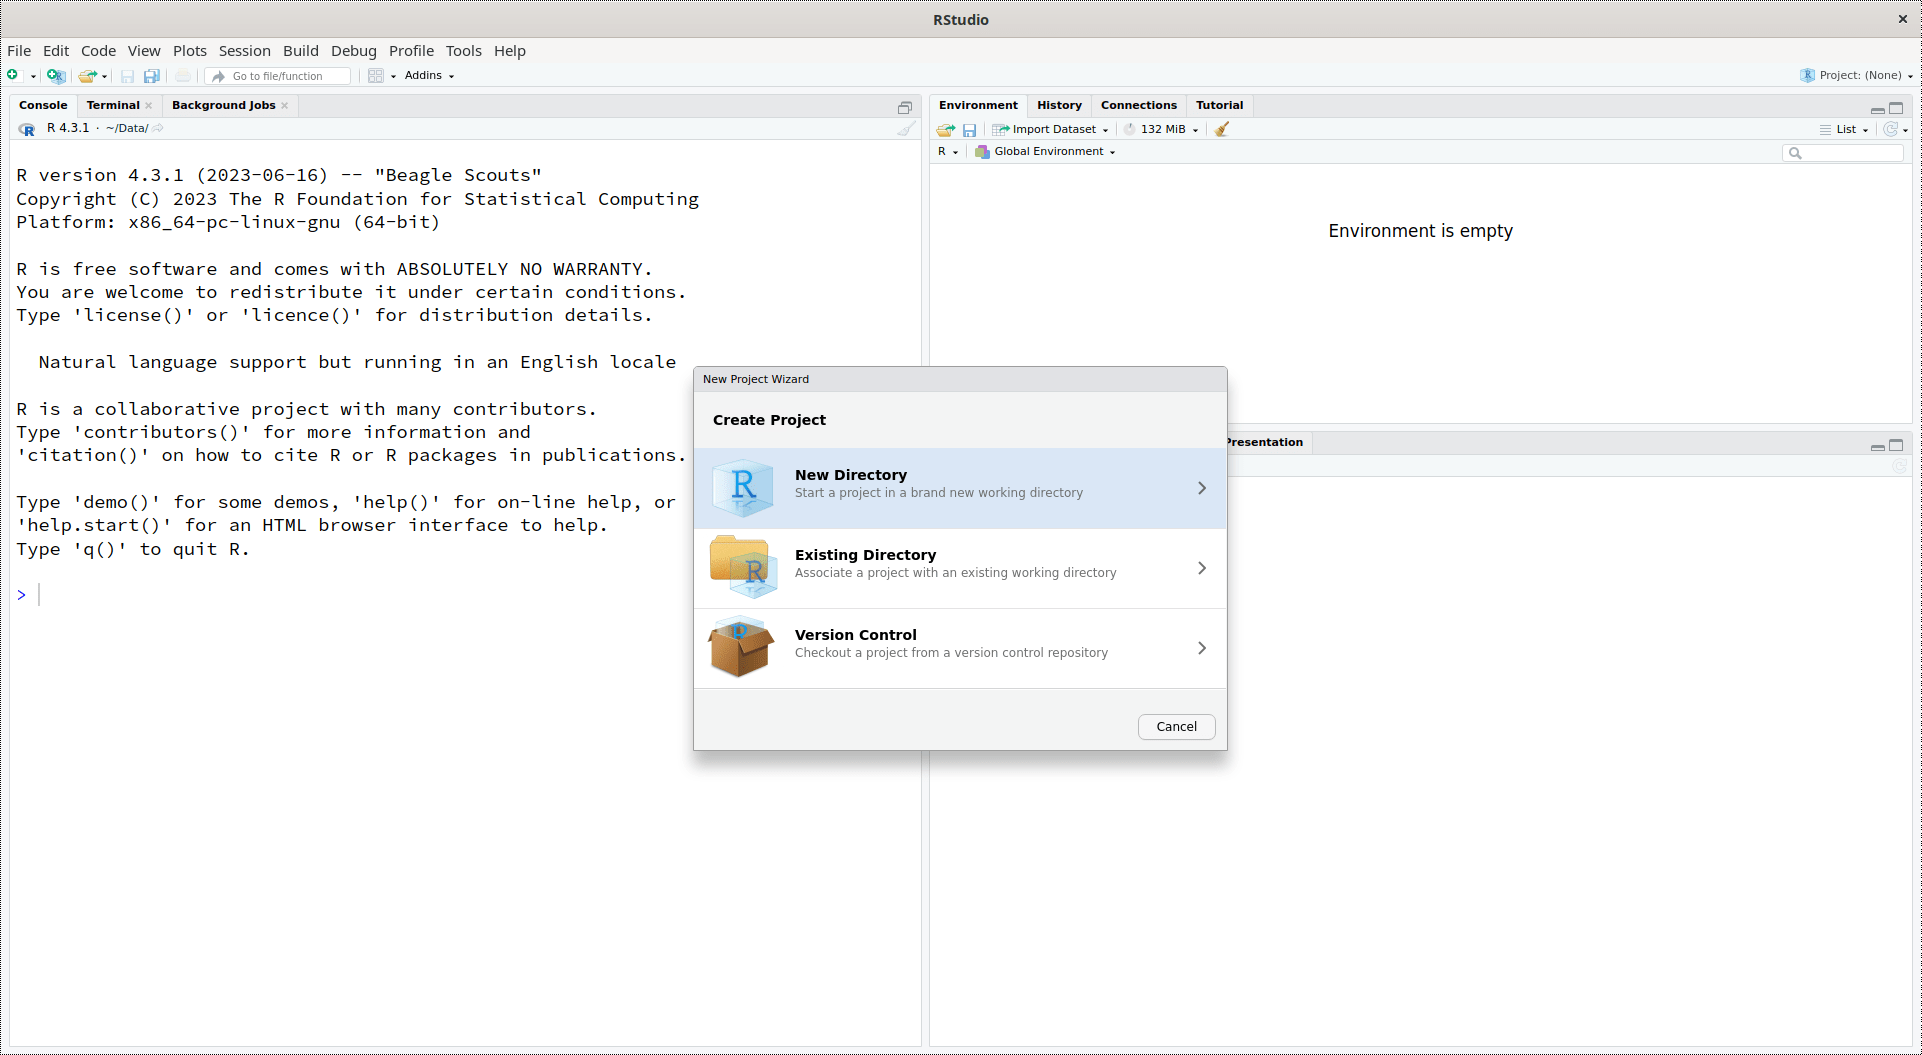 RStudio
File Edit Code View Plots Session Build Debug Profile Tools Help
Go to file/function Addins Project: (None)
Console Terminal Background Jobs
R 4.3.1 · ~/Data/
R version 4.3.1 (2023-06-16) -- "Beagle Scouts"
Copyright (C) 2023 The R Foundation for Statistical Computing
Platform: x86_64-pc-linux-gnu (64-bit)
R is free software and comes with ABSOLUTELY NO WARRANTY.
You are welcome to redistribute it under certain conditions.
Type 'license()' or 'licence()' for distribution details.
Natural language support but running in an English locale
R is a collaborative project with many contributors.
Type 'contributors()' for more information and
'citation()' on how to cite R or R packages in publications.
Type 'demo()' for some demos, 'help()' for on-line help, or
'help.start()' for an HTML browser interface to help.
Type 'q()' to quit R.
>
Environment History Connections Tutorial
Import Dataset 132 MiB List
R Global Environment
Environment is empty
Presentation
New Project Wizard
Create Project
New Directory
Start a project in a brand new working directory
Existing Directory
Associate a project with an existing working directory
Version Control
Checkout a project from a version control repository
Cancel